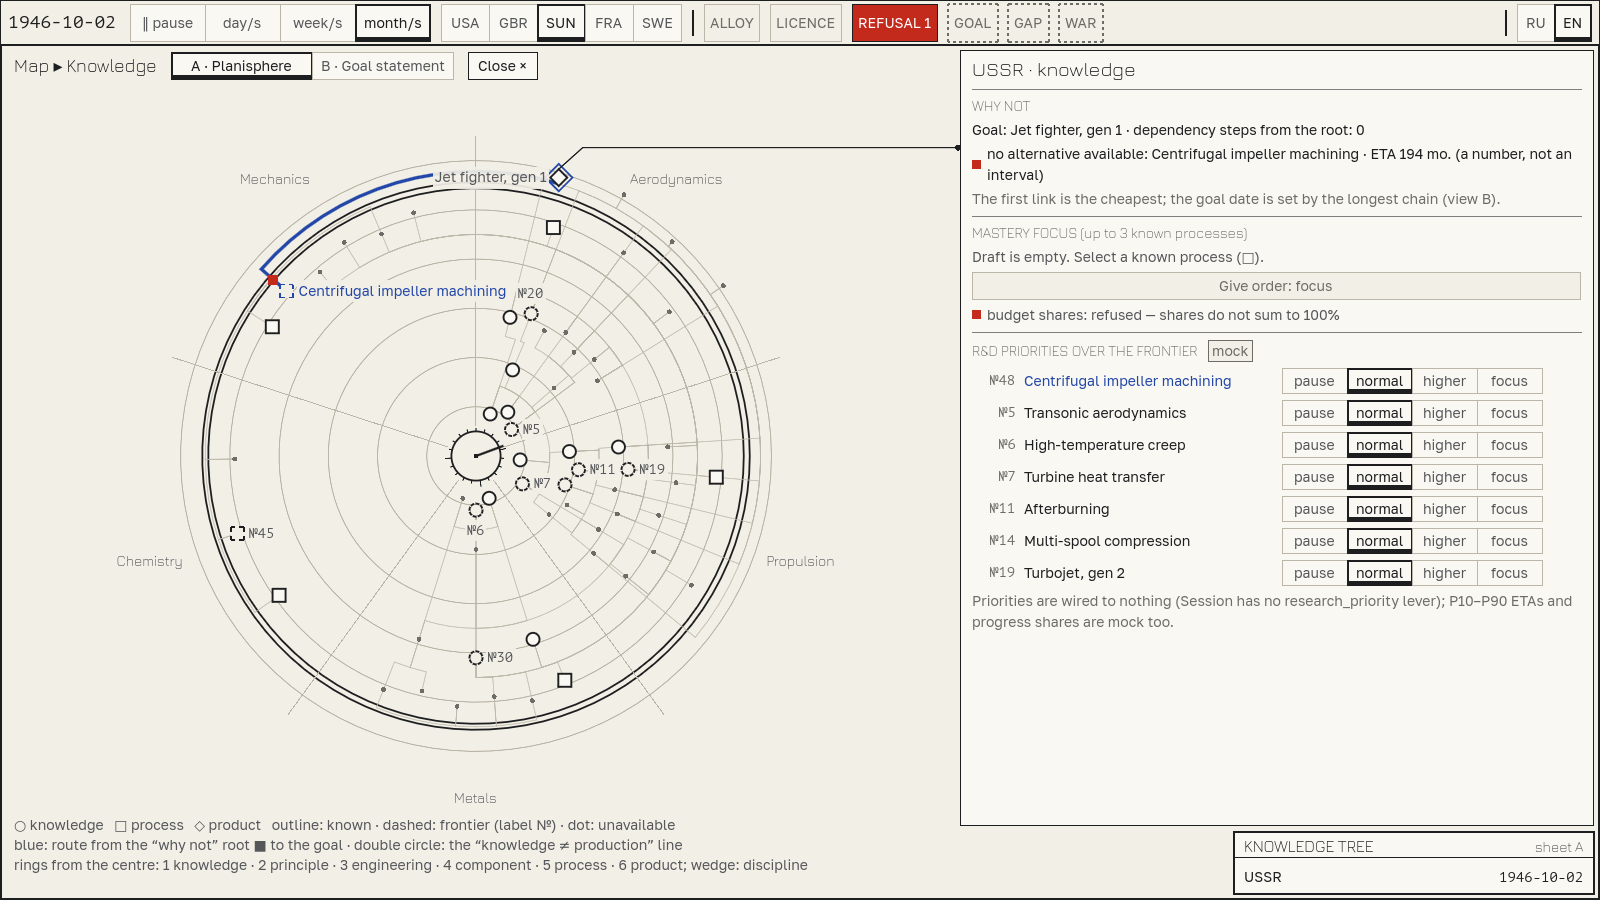 1946-10-02 ‖ pause day/s week/s month/s USA GBR SUN FRA SWE ALLOY LICENCE REFUSAL 1 GOAL GAP WAR RU EN
Map ▸ Knowledge A · Planisphere B · Goal statement Close ×
Mechanics
Aerodynamics
Jet fighter, gen 1
Centrifugal impeller machining
№20
№5
№11
№19
№7
№6
№45
Chemistry
Propulsion
№30
Metals
○ knowledge □ process ◇ product outline: known · dashed: frontier (label №) · dot: unavailable
blue: route from the “why not” root ■ to the goal · double circle: the “knowledge ≠ production” line
rings from the centre: 1 knowledge · 2 principle · 3 engineering · 4 component · 5 process · 6 product; wedge: discipline
USSR · knowledge
WHY NOT
Goal: Jet fighter, gen 1 · dependency steps from the root: 0
no alternative available: Centrifugal impeller machining · ETA 194 mo. (a number, not an
interval)
The first link is the cheapest; the goal date is set by the longest chain (view B).
MASTERY FOCUS (up to 3 known processes)
Draft is empty. Select a known process (□).
Give order: focus
budget shares: refused — shares do not sum to 100%
R&D PRIORITIES OVER THE FRONTIER mock
№48 Centrifugal impeller machining pause normal higher focus
№5 Transonic aerodynamics pause normal higher focus
№6 High-temperature creep pause normal higher focus
№7 Turbine heat transfer pause normal higher focus
№11 Afterburning pause normal higher focus
№14 Multi-spool compression pause normal higher focus
№19 Turbojet, gen 2 pause normal higher focus
Priorities are wired to nothing (Session has no research_priority lever); P10–P90 ETAs and
progress shares are mock too.
KNOWLEDGE TREE sheet A
USSR 1946-10-02